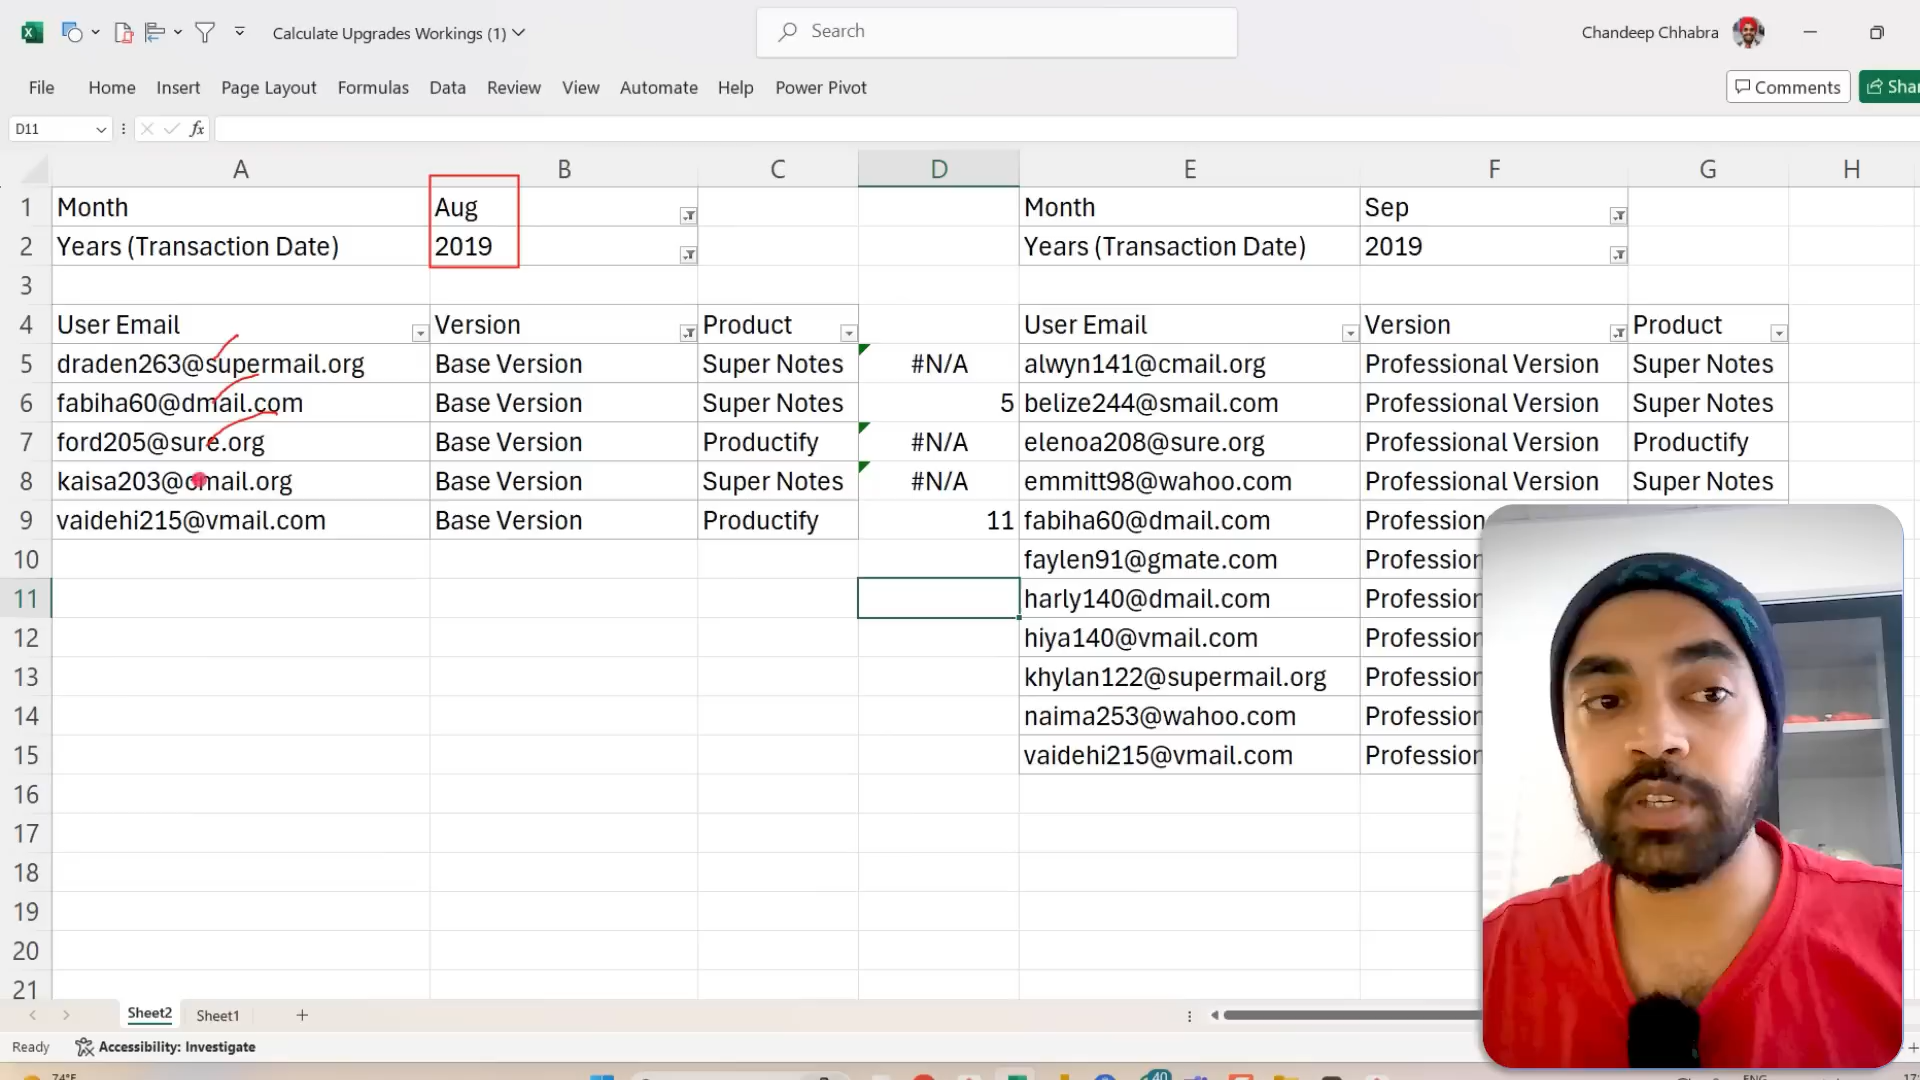 Calculate Upgrades Workings (1)
Search
Chandeep Chhabra
File Home Insert Page Layout Formulas Data Review View Automate Help Power Pivot
Comments
D11
fx
A B C D E F G H
1 Month Aug Month Sep
2 Years (Transaction Date) 2019 Years (Transaction Date) 2019
3
4 User Email Version Product User Email Version Product
5 draden263@supermail.org Base Version Super Notes #N/A alwyn141@cmail.org Professional Version Super Notes
6 fabiha60@dmail.com Base Version Super Notes 5 belize244@smail.com Professional Version Super Notes
7 ford205@sure.org Base Version Productify #N/A elenoa208@sure.org Professional Version Productify
8 kaisa203@cmail.org Base Version Super Notes #N/A emmitt98@wahoo.com Professional Version Super Notes
9 vaidehi215@vmail.com Base Version Productify 11 fabiha60@dmail.com
10 faylen91@gmate.com
11 harly140@dmail.com
12 hiya140@vmail.com
13 khylan122@supermail.org
14 naima253@wahoo.com
15 vaidehi215@vmail.com
16
17
18
19
20
21
Sheet2 Sheet1
Ready Accessibility: Investigate
74°F 40